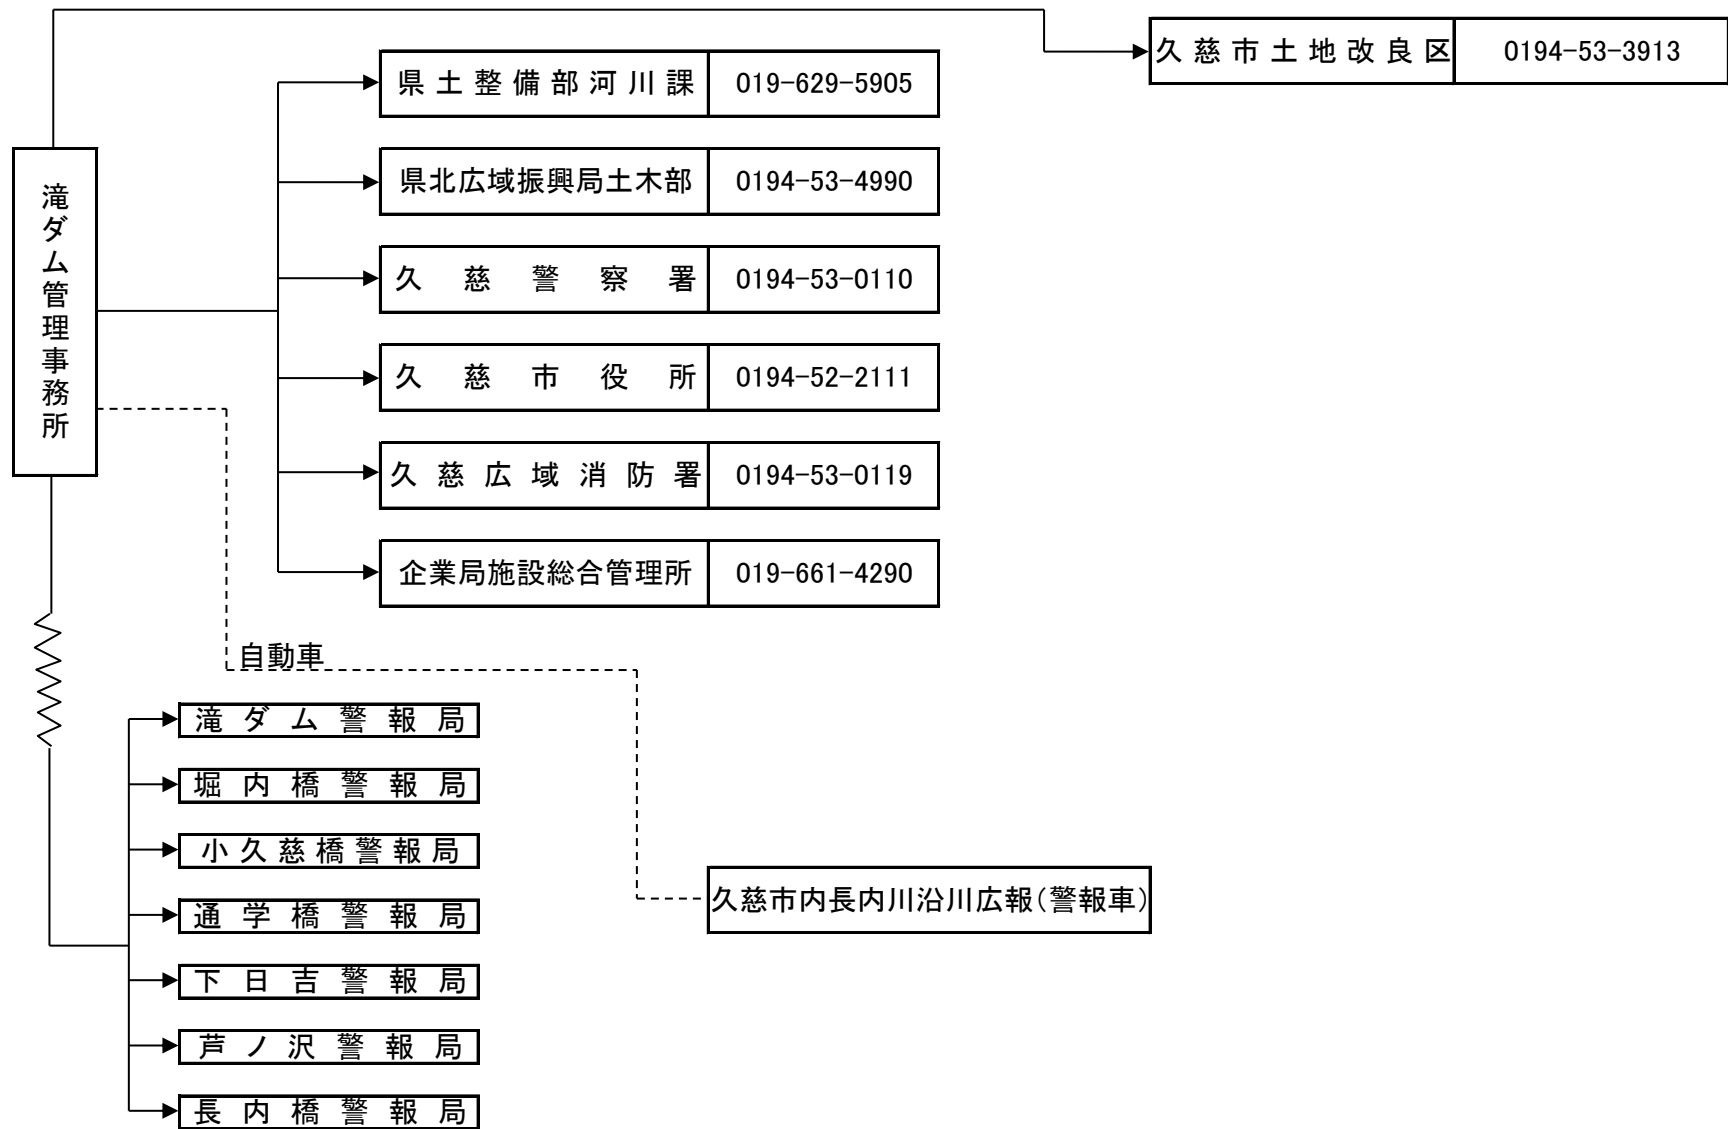 久慈市土地改良区 0194-53-3913
県土整備部河川課 019-629-5905
県北広域振興局土木部 0194-53-4990
久慈警察署 0194-53-0110
久慈市役所 0194-52-2111
久慈広域消防署 0194-53-0119
企業局施設総合管理所 019-661-4290
滝ダム管理事務所
自動車
滝ダム警報局
堀内橋警報局
小久慈橋警報局
通学橋警報局
下日吉警報局
芦ノ沢警報局
長内橋警報局
久慈市内長内川沿川広報(警報車)